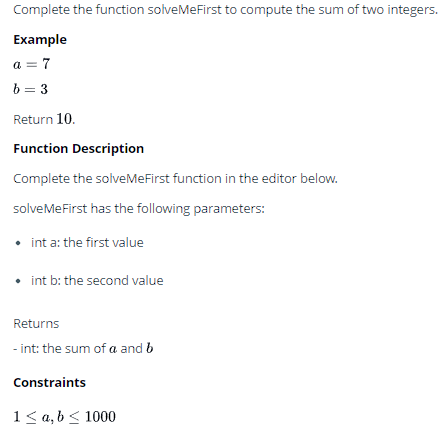 Complete the function solveMeFirst to compute the sum of two integers.
Example
a = 7
b = 3
Return 10.
Function Description
Complete the solveMeFirst function in the editor below.
solveMeFirst has the following parameters:
• int a: the first value
• int b: the second value
Returns
- int: the sum of a and b
Constraints
1 ≤ a, b ≤ 1000